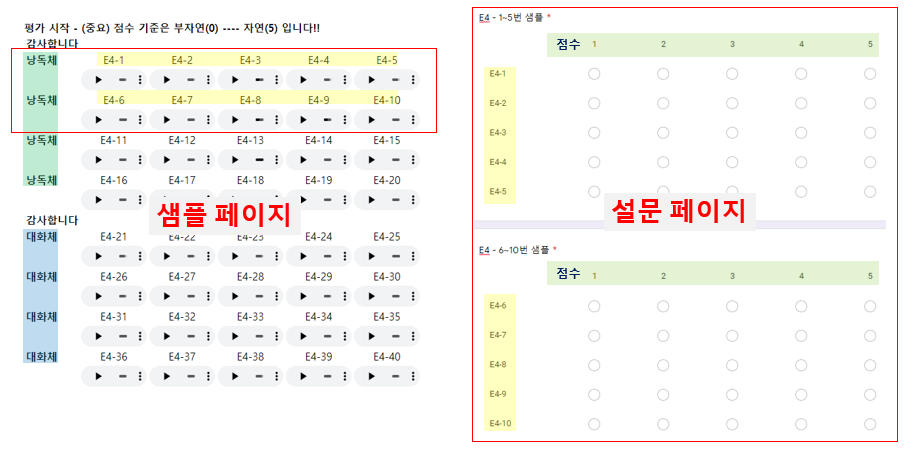 평가 시작 - (중요) 점수 기준은 부자연(0) ---- 자연(5) 입니다!!
감사합니다
낭독체 E4-1 E4-2 E4-3 E4-4 E4-5
낭독체 E4-6 E4-7 E4-8 E4-9 E4-10
낭독체 E4-11 E4-12 E4-13 E4-14 E4-15
낭독체 E4-16 E4-17 E4-18 E4-19 E4-20
샘플 페이지
감사합니다
대화체 E4-21 E4-22 E4-23 E4-24 E4-25
대화체 E4-26 E4-27 E4-28 E4-29 E4-30
대화체 E4-31 E4-32 E4-33 E4-34 E4-35
대화체 E4-36 E4-37 E4-38 E4-39 E4-40
E4 - 1~5번 샘플 *
점수 1 2 3 4 5
E4-1
E4-2
E4-3
E4-4
E4-5
설문 페이지
E4 - 6~10번 샘플 *
점수 1 2 3 4 5
E4-6
E4-7
E4-8
E4-9
E4-10